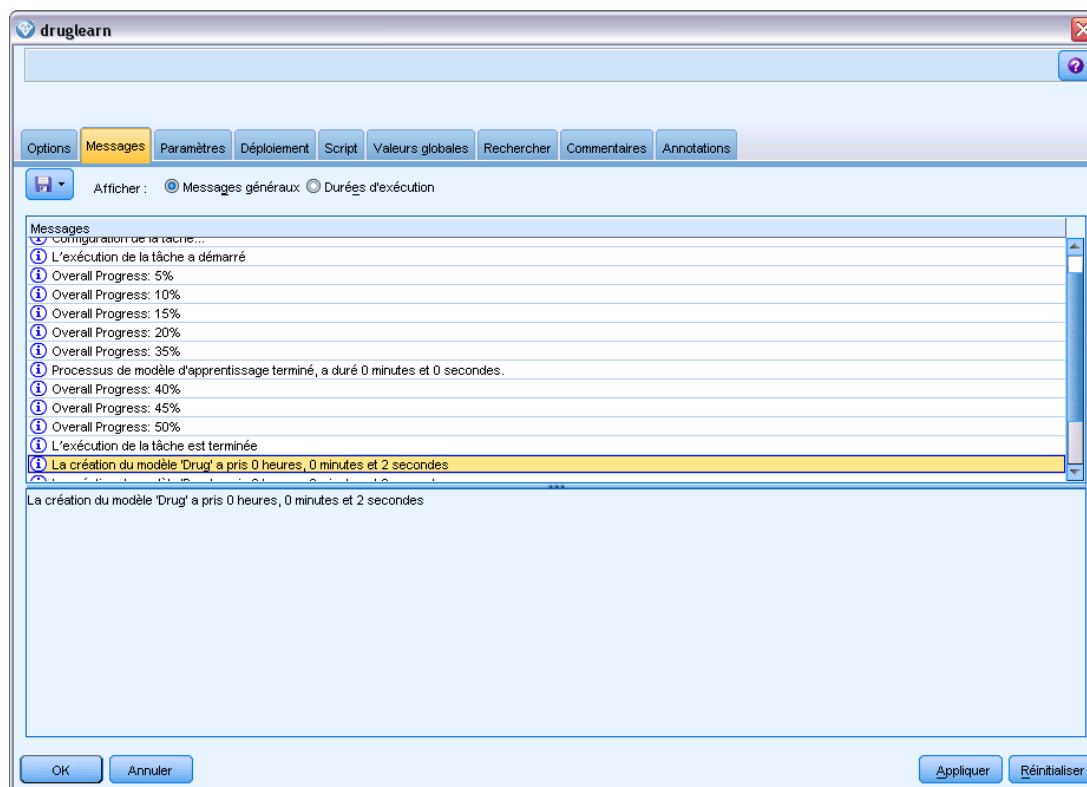 druglearn
Options Messages Paramètres Déploiement Script Valeurs globales Rechercher Commentaires Annotations
Afficher : Messages généraux Durées d'exécution
Messages
Configuration de la tâche...
L'exécution de la tâche a démarré
Overall Progress: 5%
Overall Progress: 10%
Overall Progress: 15%
Overall Progress: 20%
Overall Progress: 35%
Processus de modèle d'apprentissage terminé, a duré 0 minutes et 0 secondes.
Overall Progress: 40%
Overall Progress: 45%
Overall Progress: 50%
L'exécution de la tâche est terminée
La création du modèle 'Drug' a pris 0 heures, 0 minutes et 2 secondes
La création du modèle 'Drug' a pris 0 heures, 0 minutes et 2 secondes
OK Annuler Appliquer Réinitialiser